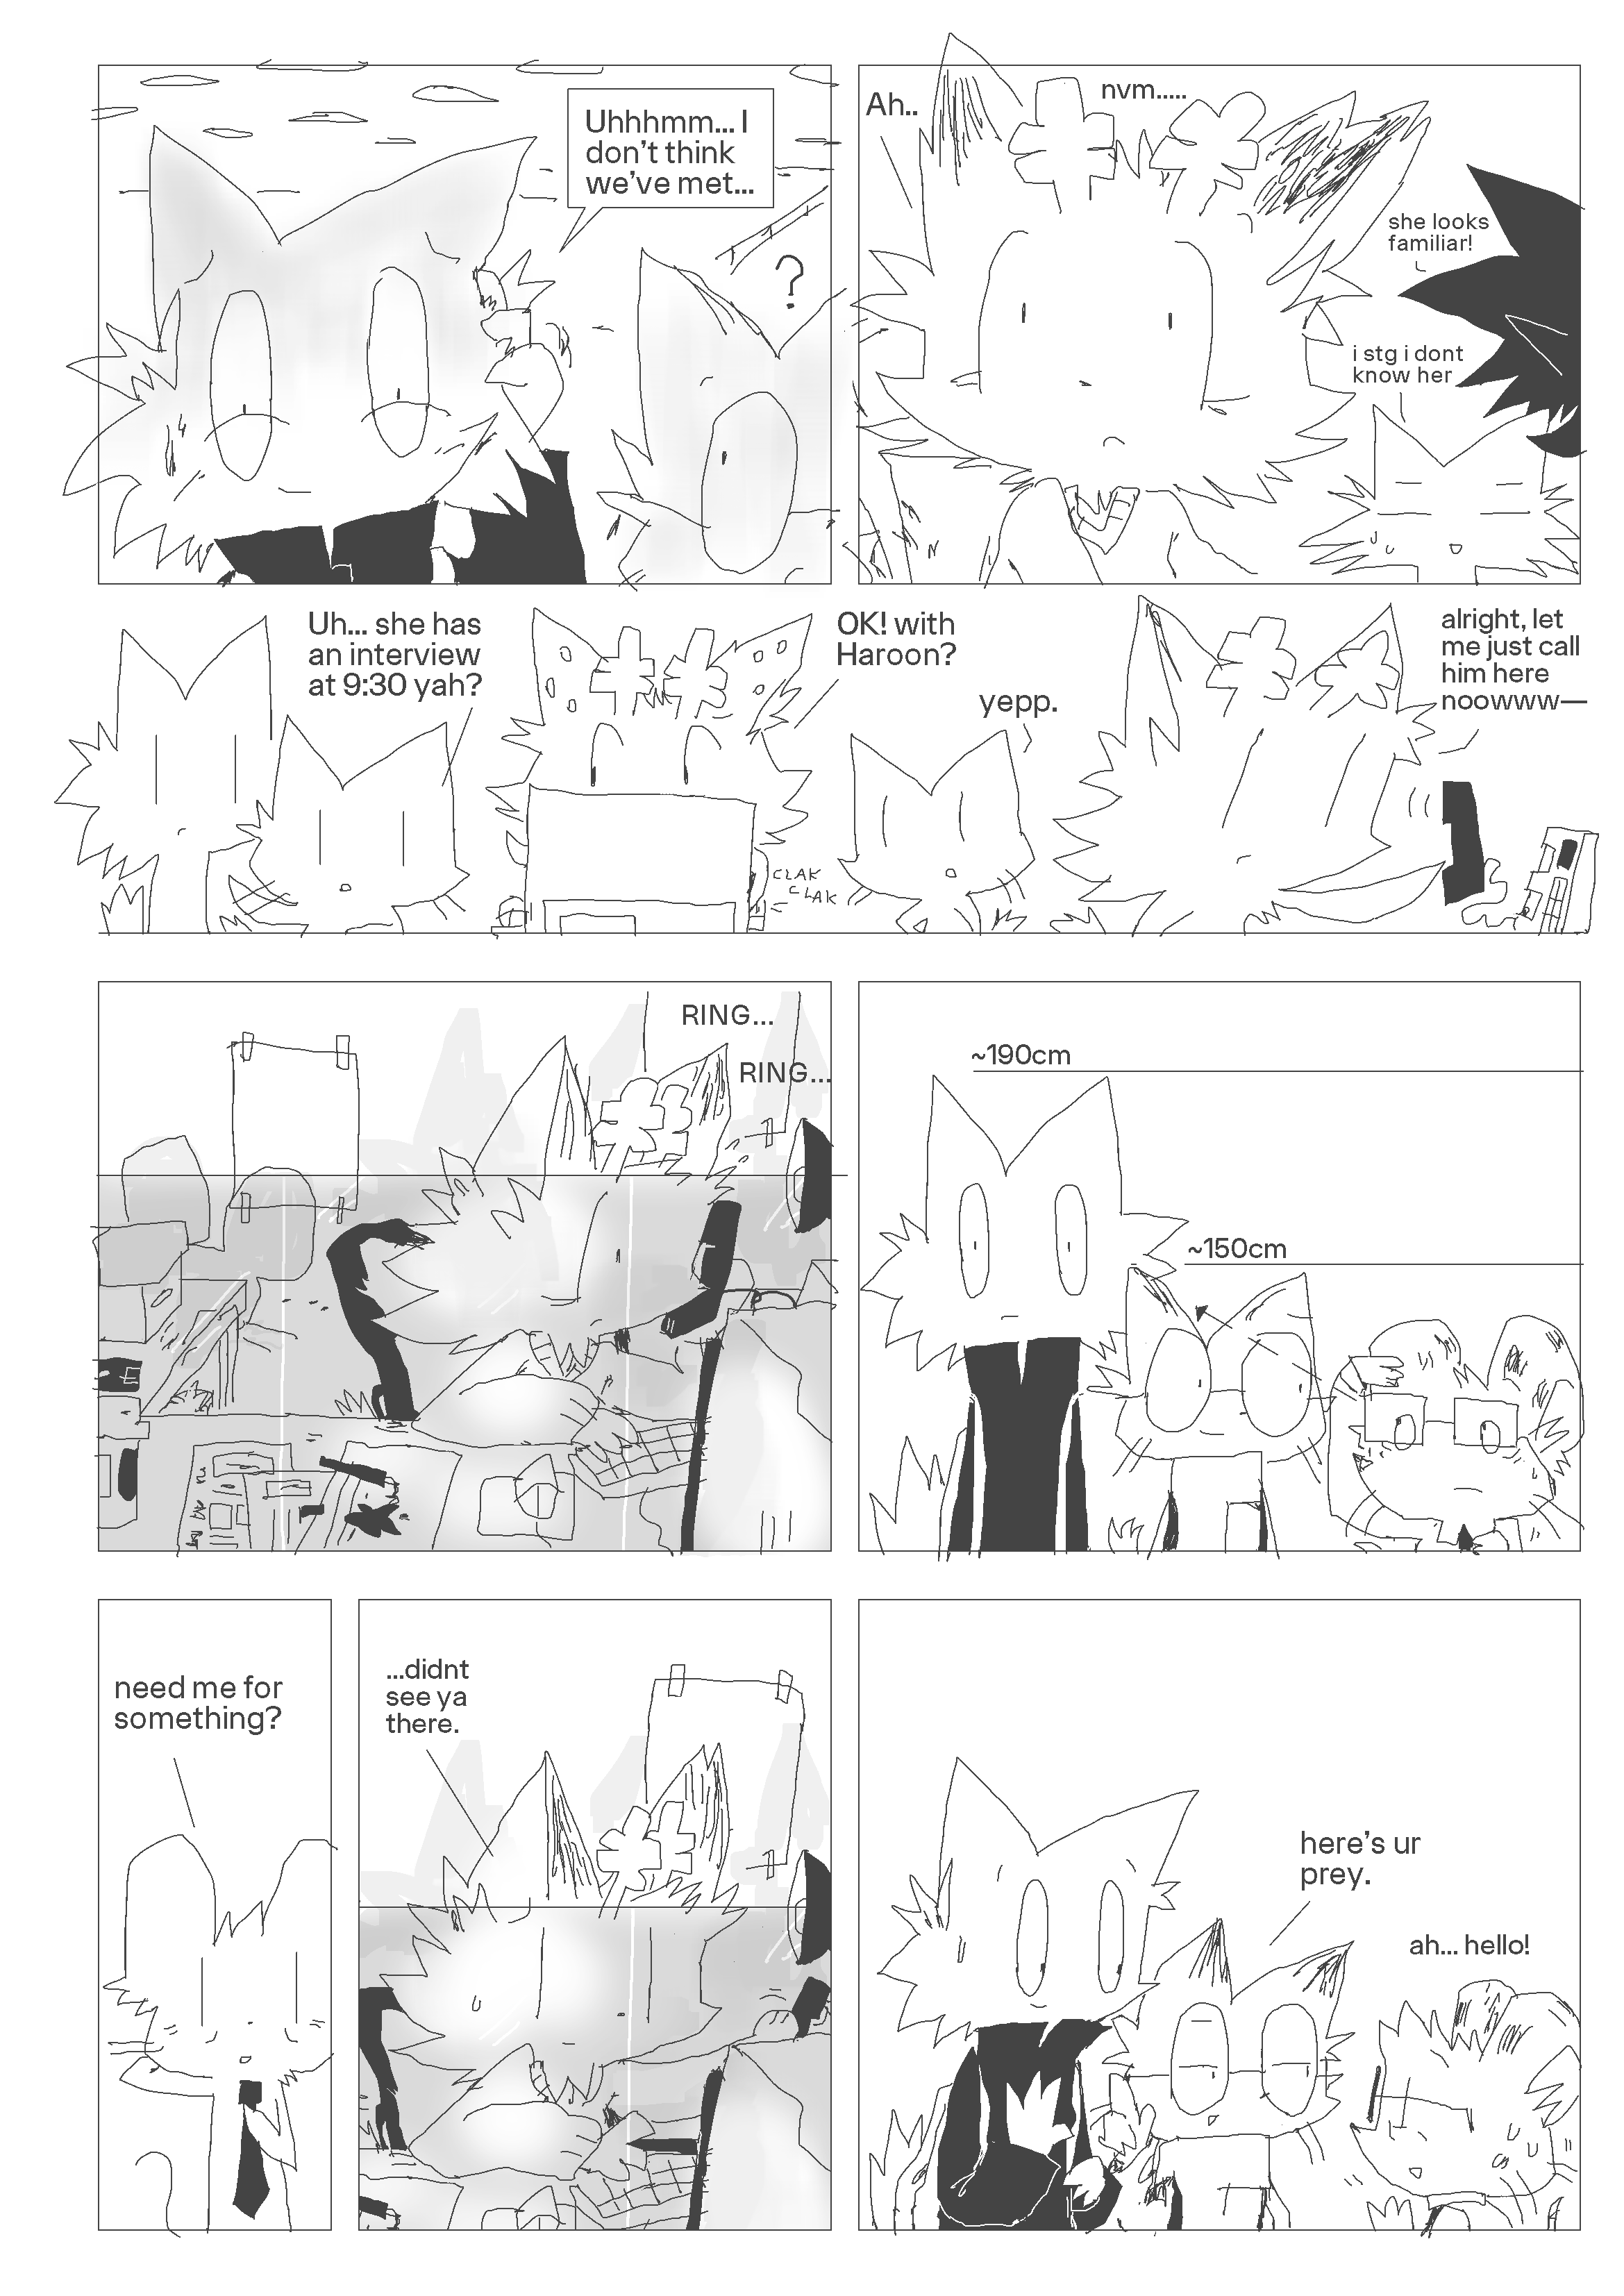 Uhhhmm... I
don't think
we've met...
?
Ah..
nvm.....
she looks
familiar!
i stg i dont
know her
Uh... she has
an interview
at 9:30 yah?
OK! with
Haroon?
CLAK
CLAK
yepp.
alright, let
me just call
him here
noowww—
RING...
RING...
~190cm
~150cm
need me for
something?
...didnt
see ya
there.
here's ur
prey.
ah... hello!